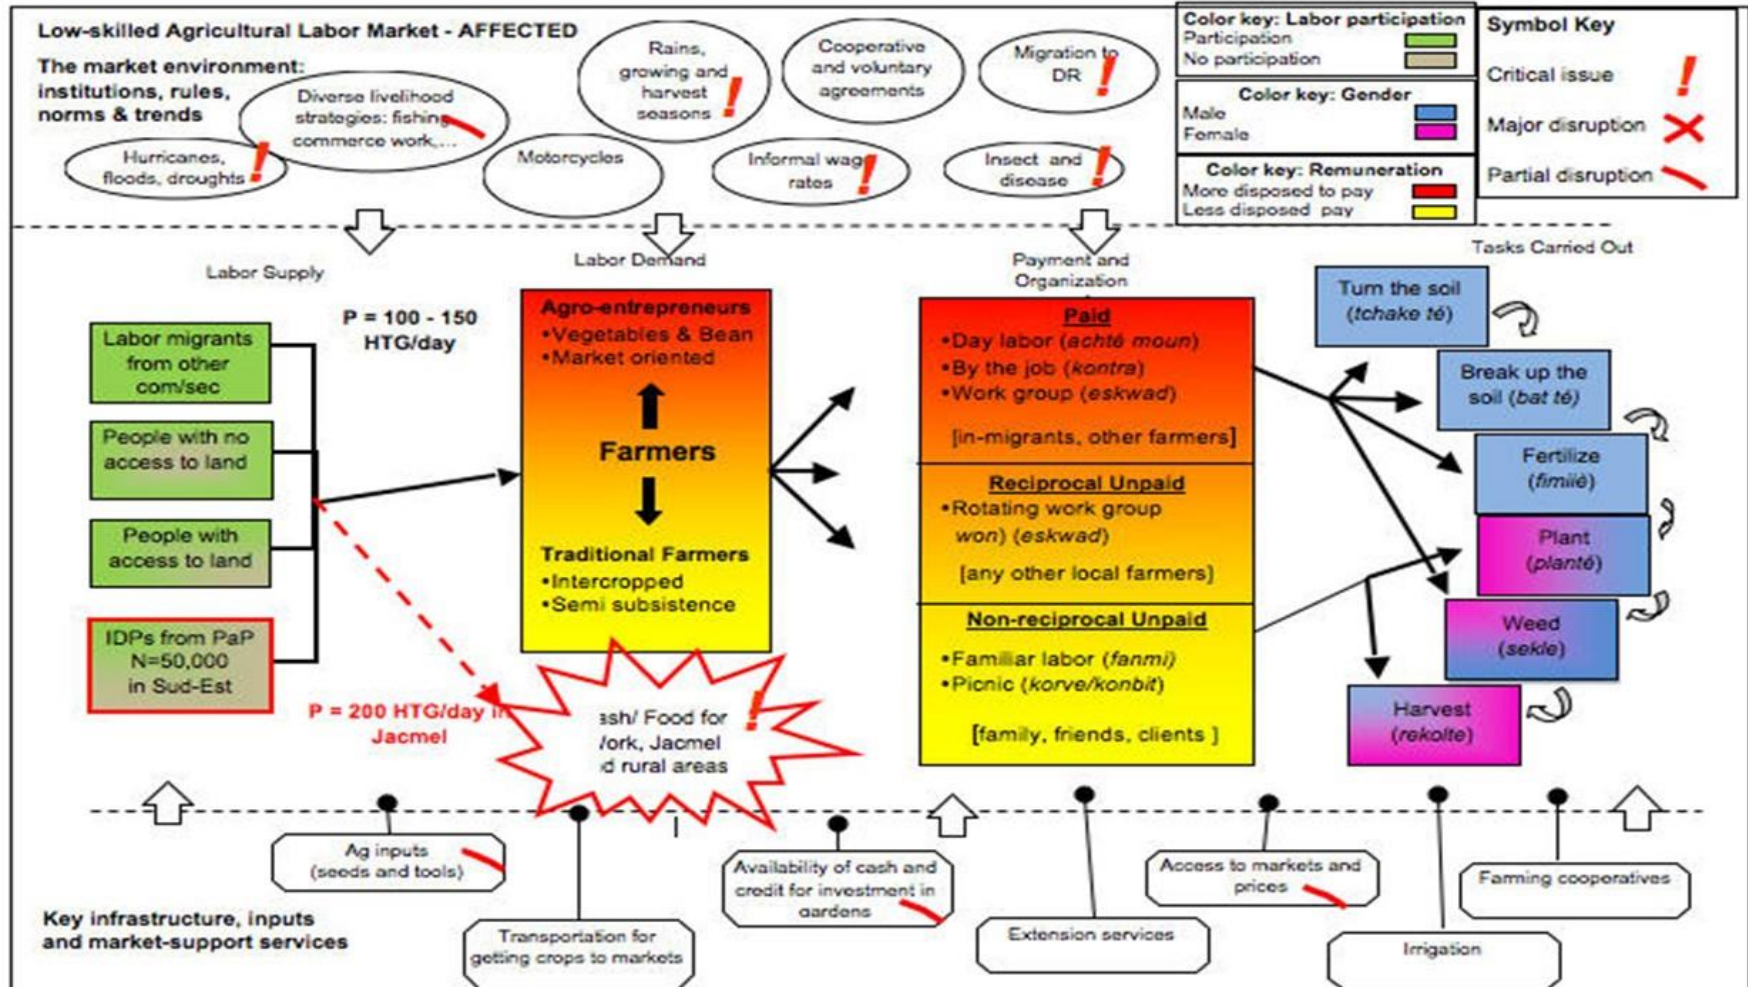 Low-skilled Agricultural Labor Market - AFFECTED
The market environment:
institutions, rules,
norms & trends
Diverse livelihood
strategies: fishing
commerce work,...
Hurricanes,
floods, droughts
Rains,
growing and
harvest
seasons
Motorcycles
Cooperative
and voluntary
agreements
Informal wage
rates
Migration to
DR
Insect and
disease
Color key: Labor participation
Participation
No participation
Color key: Gender
Male
Female
Color key: Remuneration
More disposed to pay
Less disposed pay
Symbol Key
Critical issue
Major disruption
Partial disruption
Labor Supply
Labor Demand
Payment and
Organization
Tasks Carried Out
Labor migrants
from other
com/sec
People with no
access to land
People with
access to land
IDPs from PaP
N=50,000
in Sud-Est
P = 100 - 150
HTG/day
P = 200 HTG/day in
Jacmel
Agro-entrepreneurs
•Vegetables & Bean
•Market oriented
Farmers
Traditional Farmers
•Intercropped
•Semi subsistence
ash/ Food for
Work, Jacmel
d rural areas
Paid
•Day labor (achté moun)
•By the job (kontra)
•Work group (eskwad)
[in-migrants, other farmers]
Reciprocal Unpaid
•Rotating work group
won) (eskwad)
[any other local farmers]
Non-reciprocal Unpaid
•Familiar labor (fanmi)
•Picnic (korve/konbit)
[family, friends, clients ]
Turn the soil
(tchake té)
Break up the
soil (bat té)
Fertilize
(fimiiè)
Plant
(planté)
Weed
(sekle)
Harvest
(rekolte)
Key infrastructure, inputs
and market-support services
Ag inputs
(seeds and tools)
Transportation for
getting crops to markets
Availability of cash and
credit for investment in
gardens
Extension services
Access to markets and
prices
Irrigation
Farming cooperatives